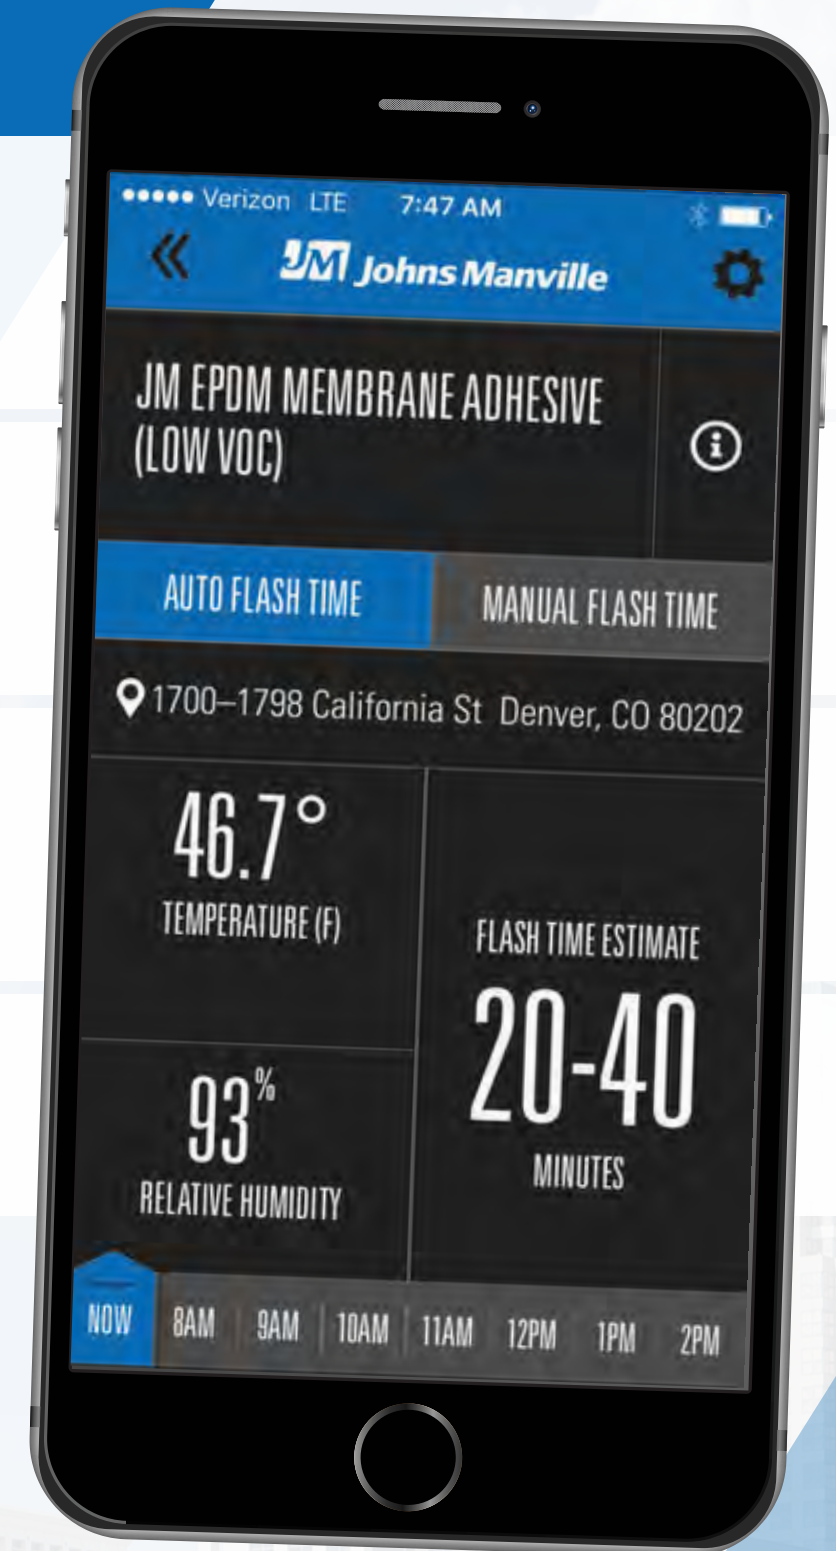 Verizon LTE 7:47 AM
JM Johns Manville
JM EPDM MEMBRANE ADHESIVE
(LOW VOC)
AUTO FLASH TIME MANUAL FLASH TIME
1700–1798 California St Denver, CO 80202
46.7°
TEMPERATURE (F)
93%
RELATIVE HUMIDITY
FLASH TIME ESTIMATE
20-40
MINUTES
NOW 8AM 9AM 10AM 11AM 12PM 1PM 2PM